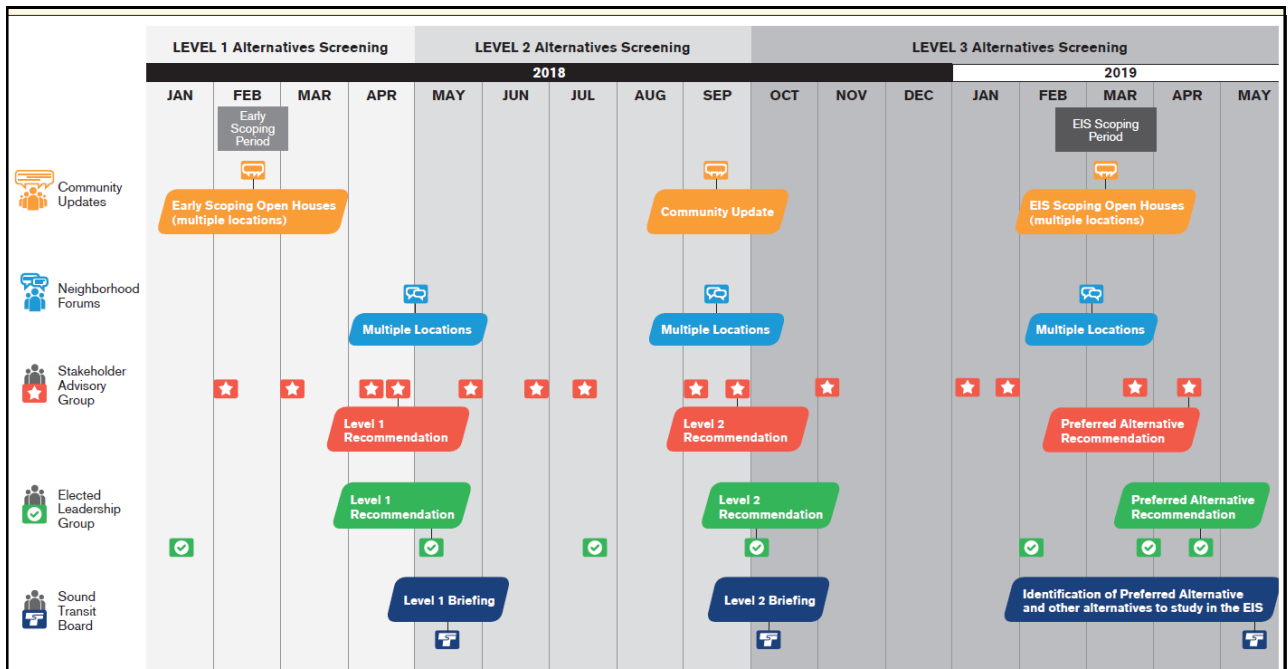 LEVEL 1 Alternatives Screening
LEVEL 2 Alternatives Screening
LEVEL 3 Alternatives Screening
2018
2019
JAN
FEB
MAR
APR
MAY
JUN
JUL
AUG
SEP
OCT
NOV
DEC
JAN
FEB
MAR
APR
MAY
Early
Scoping
Period
EIS Scoping
Period
Community
Updates
Early Scoping Open Houses
(multiple locations)
Community Update
EIS Scoping Open Houses
(multiple locations)
Neighborhood
Forums
Multiple Locations
Multiple Locations
Multiple Locations
Stakeholder
Advisory
Group
Level 1
Recommendation
Level 2
Recommendation
Preferred Alternative
Recommendation
Elected
Leadership
Group
Level 1
Recommendation
Level 2
Recommendation
Preferred Alternative
Recommendation
Sound
Transit
Board
Level 1 Briefing
Level 2 Briefing
Identification of Preferred Alternative
and other alternatives to study in the EIS